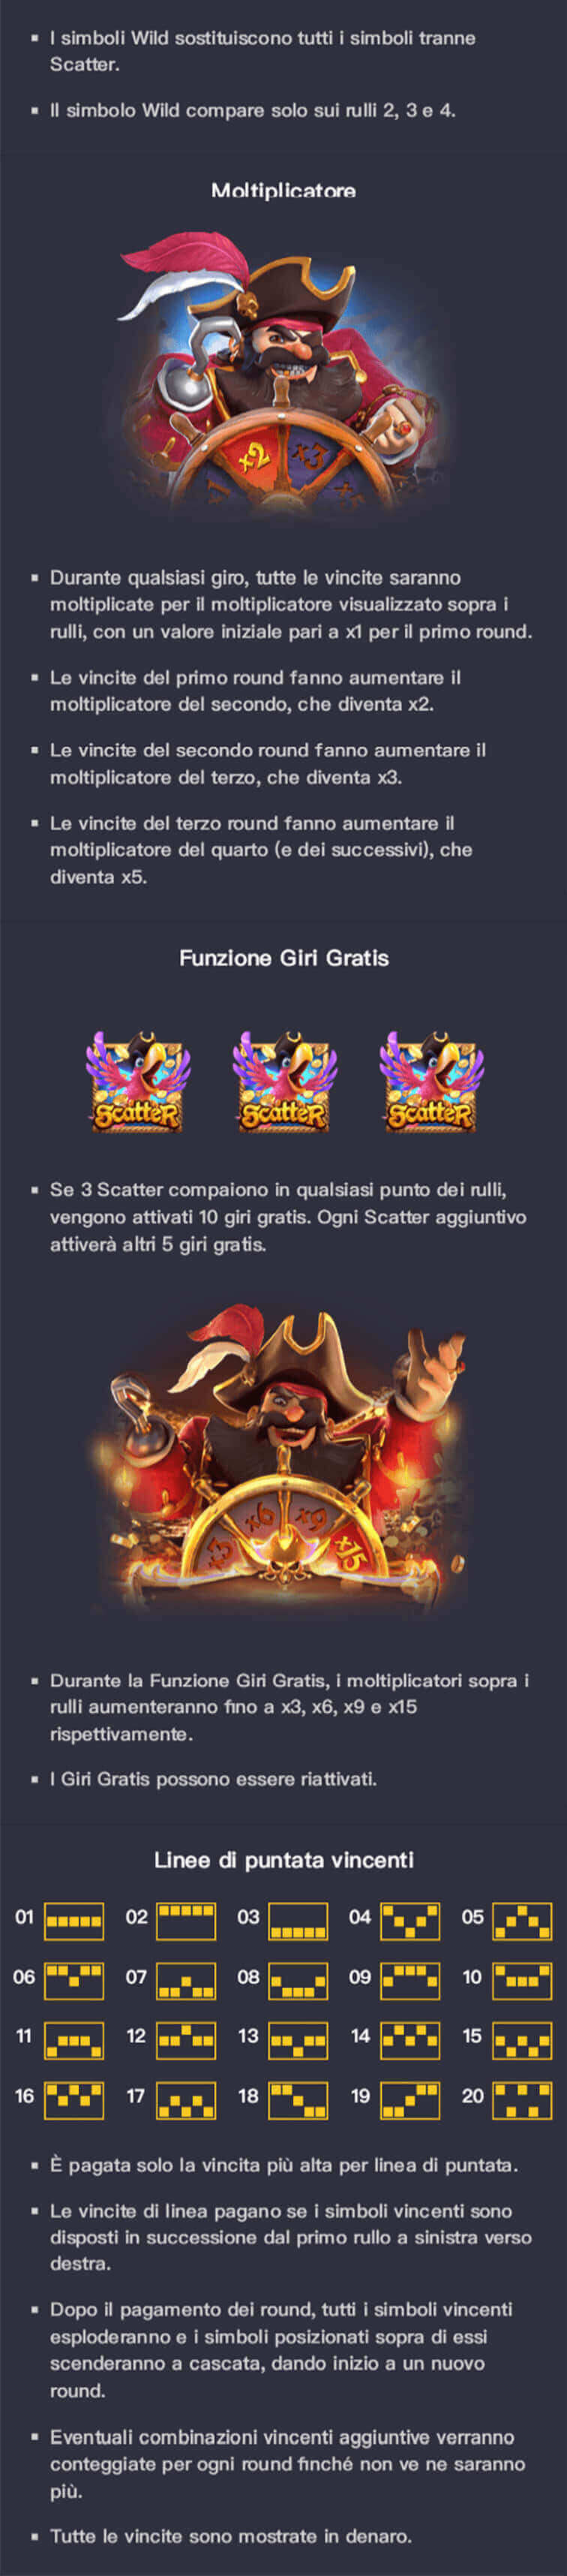 I simboli Wild sostituiscono tutti i simboli tranne
Scatter.
Il simbolo Wild compare solo sui rulli 2, 3 e 4.
Moltiplicatore
x1 x2 x3 x5
Durante qualsiasi giro, tutte le vincite saranno
moltiplicate per il moltiplicatore visualizzato sopra i
rulli, con un valore iniziale pari a x1 per il primo round.
Le vincite del primo round fanno aumentare il
moltiplicatore del secondo, che diventa x2.
Le vincite del secondo round fanno aumentare il
moltiplicatore del terzo, che diventa x3.
Le vincite del terzo round fanno aumentare il
moltiplicatore del quarto (e dei successivi), che
diventa x5.
Funzione Giri Gratis
Scatter Scatter Scatter
Se 3 Scatter compaiono in qualsiasi punto dei rulli,
vengono attivati 10 giri gratis. Ogni Scatter aggiuntivo
attiverà altri 5 giri gratis.
x3 x6 x9 x15
Durante la Funzione Giri Gratis, i moltiplicatori sopra i
rulli aumenteranno fino a x3, x6, x9 e x15
rispettivamente.
I Giri Gratis possono essere riattivati.
Linee di puntata vincenti
01 02 03 04 05
06 07 08 09 10
11 12 13 14 15
16 17 18 19 20
È pagata solo la vincita più alta per linea di puntata.
Le vincite di linea pagano se i simboli vincenti sono
disposti in successione dal primo rullo a sinistra verso
destra.
Dopo il pagamento dei round, tutti i simboli vincenti
esploderanno e i simboli posizionati sopra di essi
scenderanno a cascata, dando inizio a un nuovo
round.
Eventuali combinazioni vincenti aggiuntive verranno
conteggiate per ogni round finché non ve ne saranno
più.
Tutte le vincite sono mostrate in denaro.